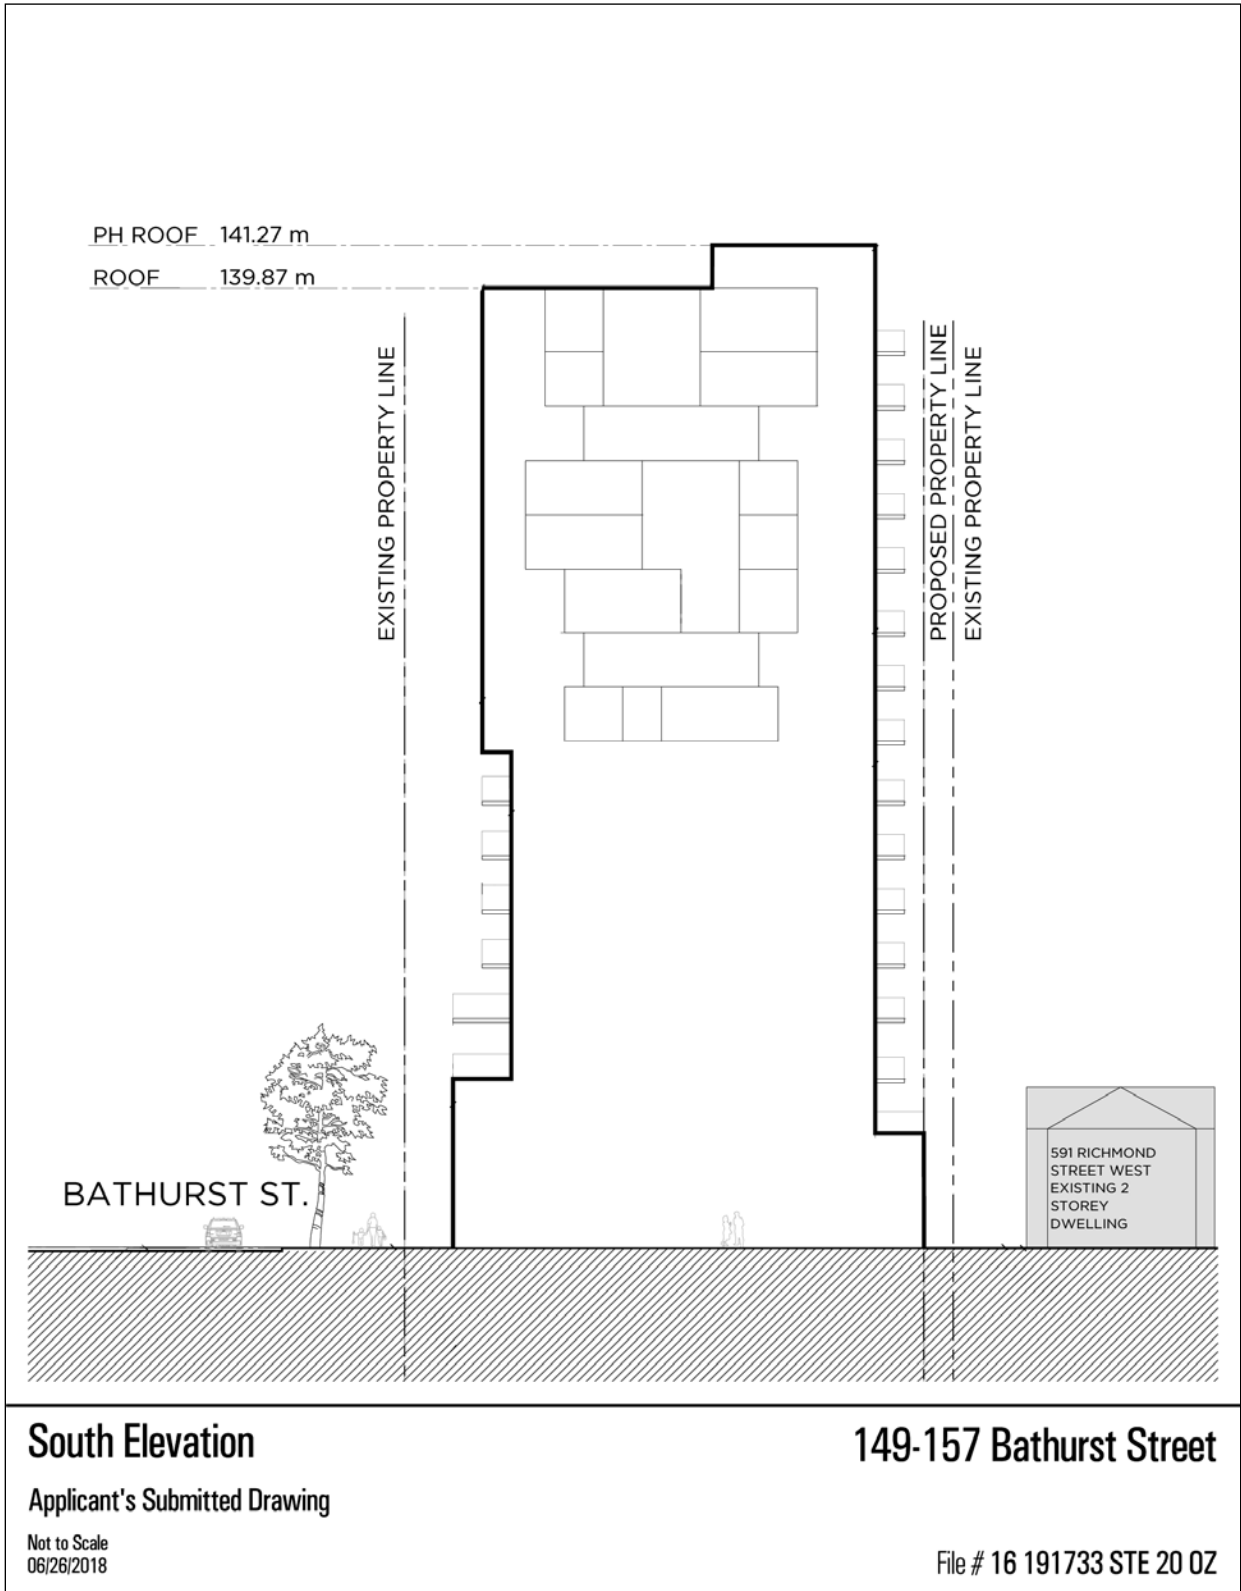 PH ROOF 141.27 m
ROOF 139.87 m
EXISTING PROPERTY LINE
PROPOSED PROPERTY LINE
EXISTING PROPERTY LINE
BATHURST ST.
591 RICHMOND
STREET WEST
EXISTING 2
STOREY
DWELLING
South Elevation
149-157 Bathurst Street
Applicant's Submitted Drawing
Not to Scale
06/26/2018
File # 16 191733 STE 20 OZ